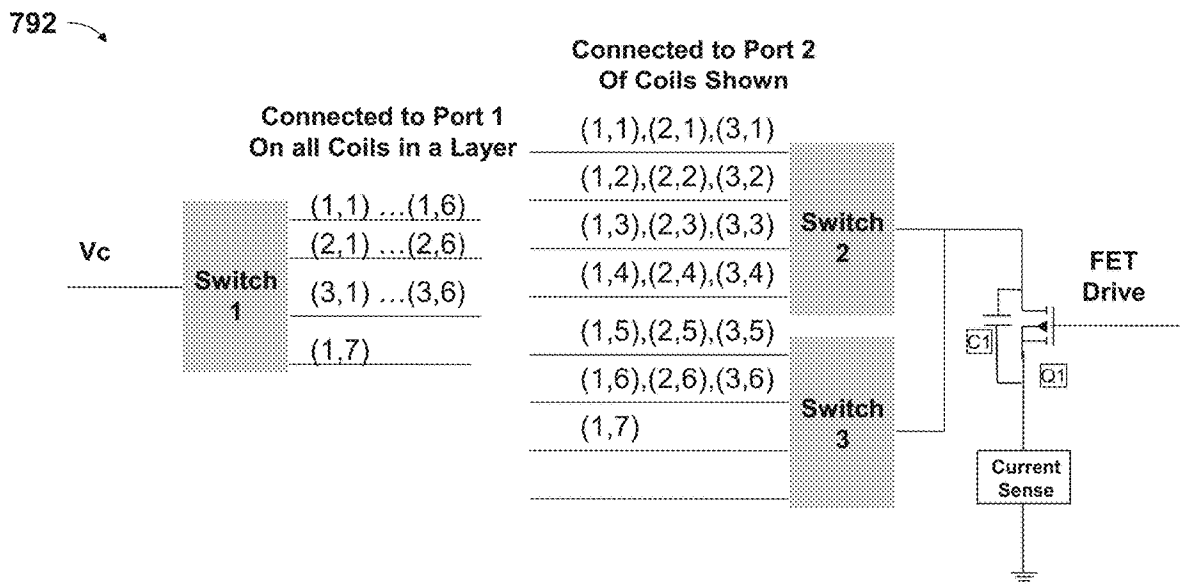 792
Connected to Port 2
Of Coils Shown
Connected to Port 1
On all Coils in a Layer
(1,1),(2,1),(3,1)
(1,2),(2,2),(3,2)
(1,3),(2,3),(3,3)
(1,4),(2,4),(3,4)
Switch
2
Vc
Switch
1
(1,1) ...(1,6)
(2,1) ...(2,6)
(3,1) ...(3,6)
(1,7)
(1,5),(2,5),(3,5)
(1,6),(2,6),(3,6)
(1,7)
Switch
3
FET
Drive
C1
Q1
Current
Sense